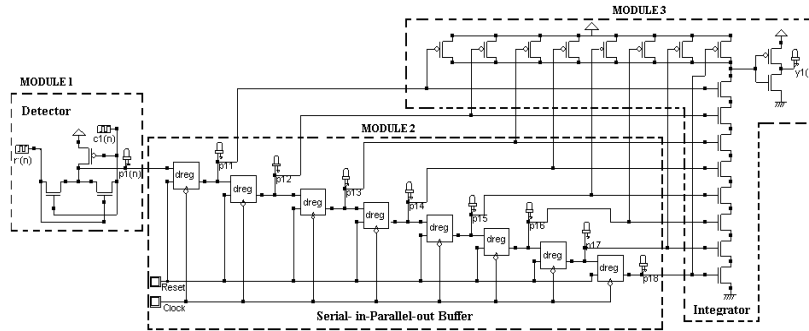 MODULE 3
y1(
MODULE 1
Detector
c1(n)
r(n)
p1(n)
MODULE 2
p11
p12
p13
p14
p15
p16
p17
p18
dreg
dreg
dreg
dreg
dreg
dreg
dreg
dreg
Reset
Clock
Serial- in-Parallel-out Buffer
Integrator